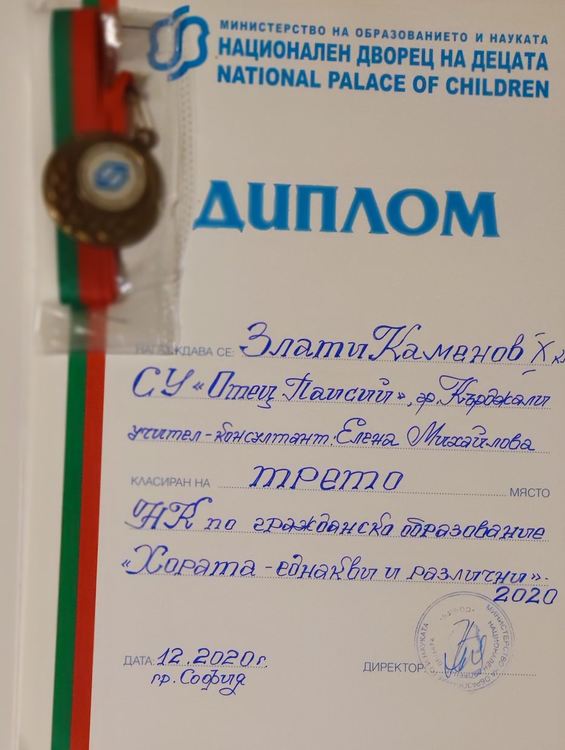 МИНИСТЕРСТВО НА ОБРАЗОВАНИЕТО И НАУКАТА
НАЦИОНАЛЕН ДВОРЕЦ НА ДЕЦАТА
NATIONAL PALACE OF CHILDREN
ДИПЛОМ
НАГРАЖДАВА СЕ: Злати Каменов X кл
СУ "Отец Паисий", гр. Кърджали
учител-консултант: Елена Михайлова
КЛАСИРАН НА трето МЯСТО
НК по гражданско образование
"Хората - еднакви и различни".
2020
ДАТА: 12.2020г.
гр. София
ДИРЕКТОР: